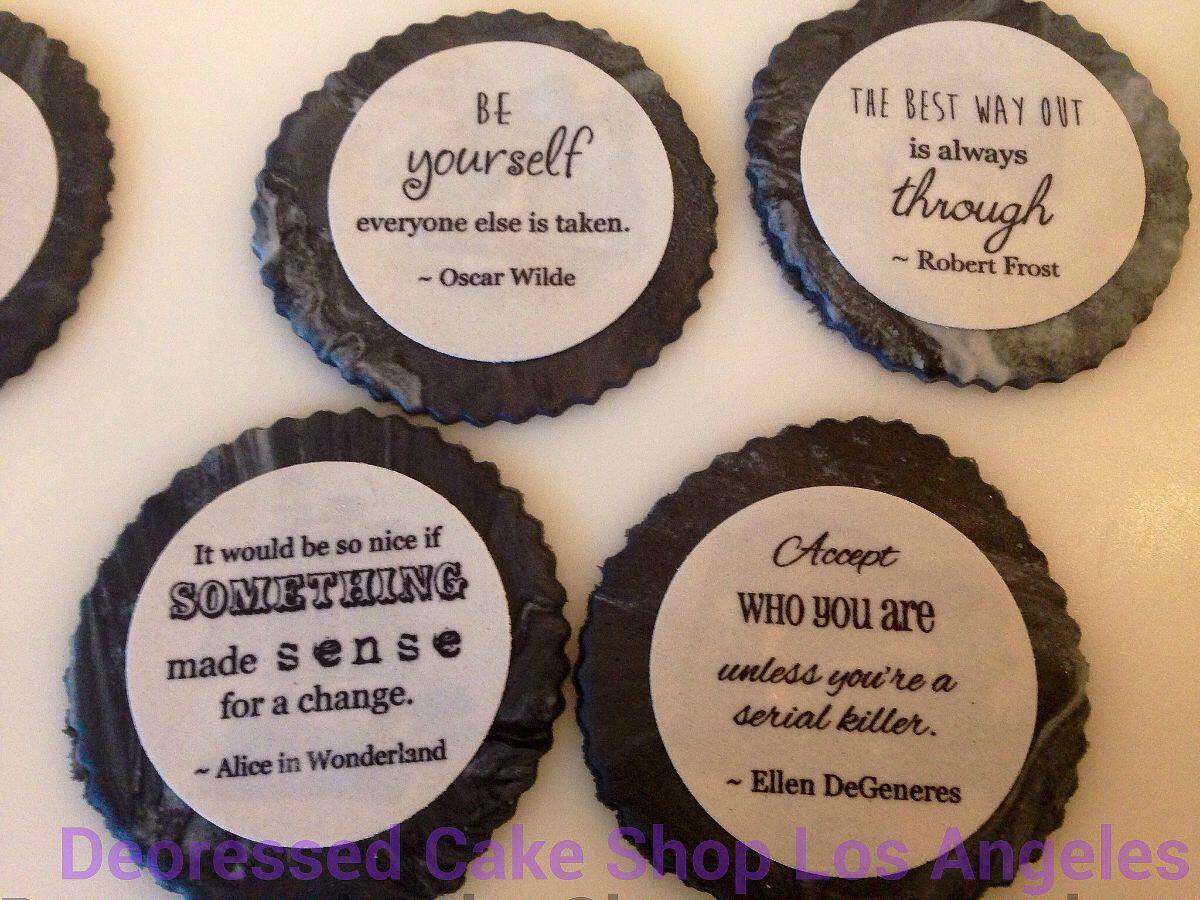 BE
yourself
everyone else is taken.
~ Oscar Wilde
THE BEST WAY OUT
is always
through
~ Robert Frost
It would be so nice if
SOMETHING
made sense
for a change.
~ Alice in Wonderland
Accept
WHO YOU are
unless you're a
serial killer.
~ Ellen DeGeneres
Deoressed Cake Shop Los Angeles